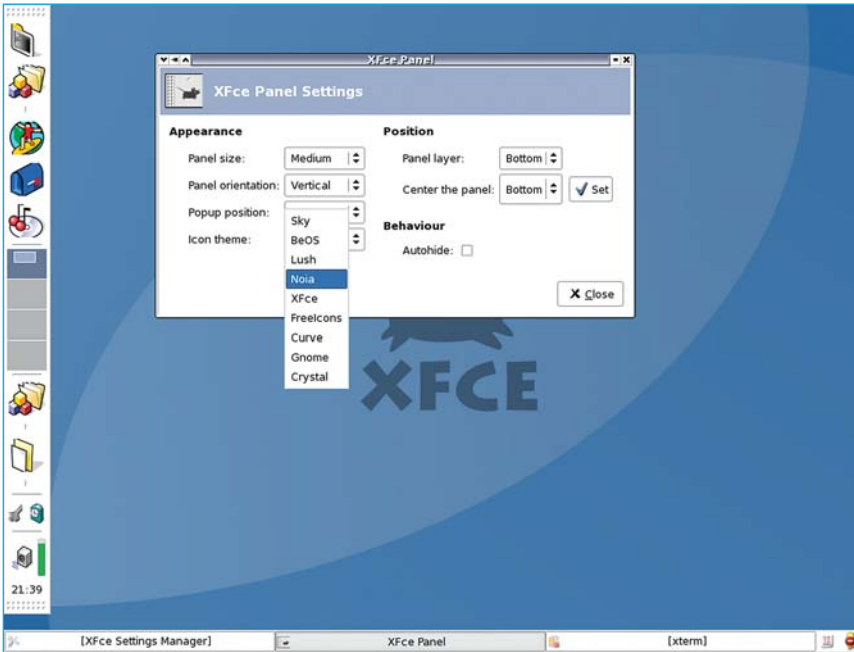 XFce Panel
XFce Panel Settings
Appearance
Panel size: Medium
Panel orientation: Vertical
Popup position:
Icon theme:
Sky
BeOS
Lush
Noia
XFce
FreeIcons
Curve
Gnome
Crystal
Position
Panel layer: Bottom
Center the panel: Bottom Set
Behaviour
Autohide:
Close
XFCE
21:39
[XFce Settings Manager] XFce Panel [xterm]